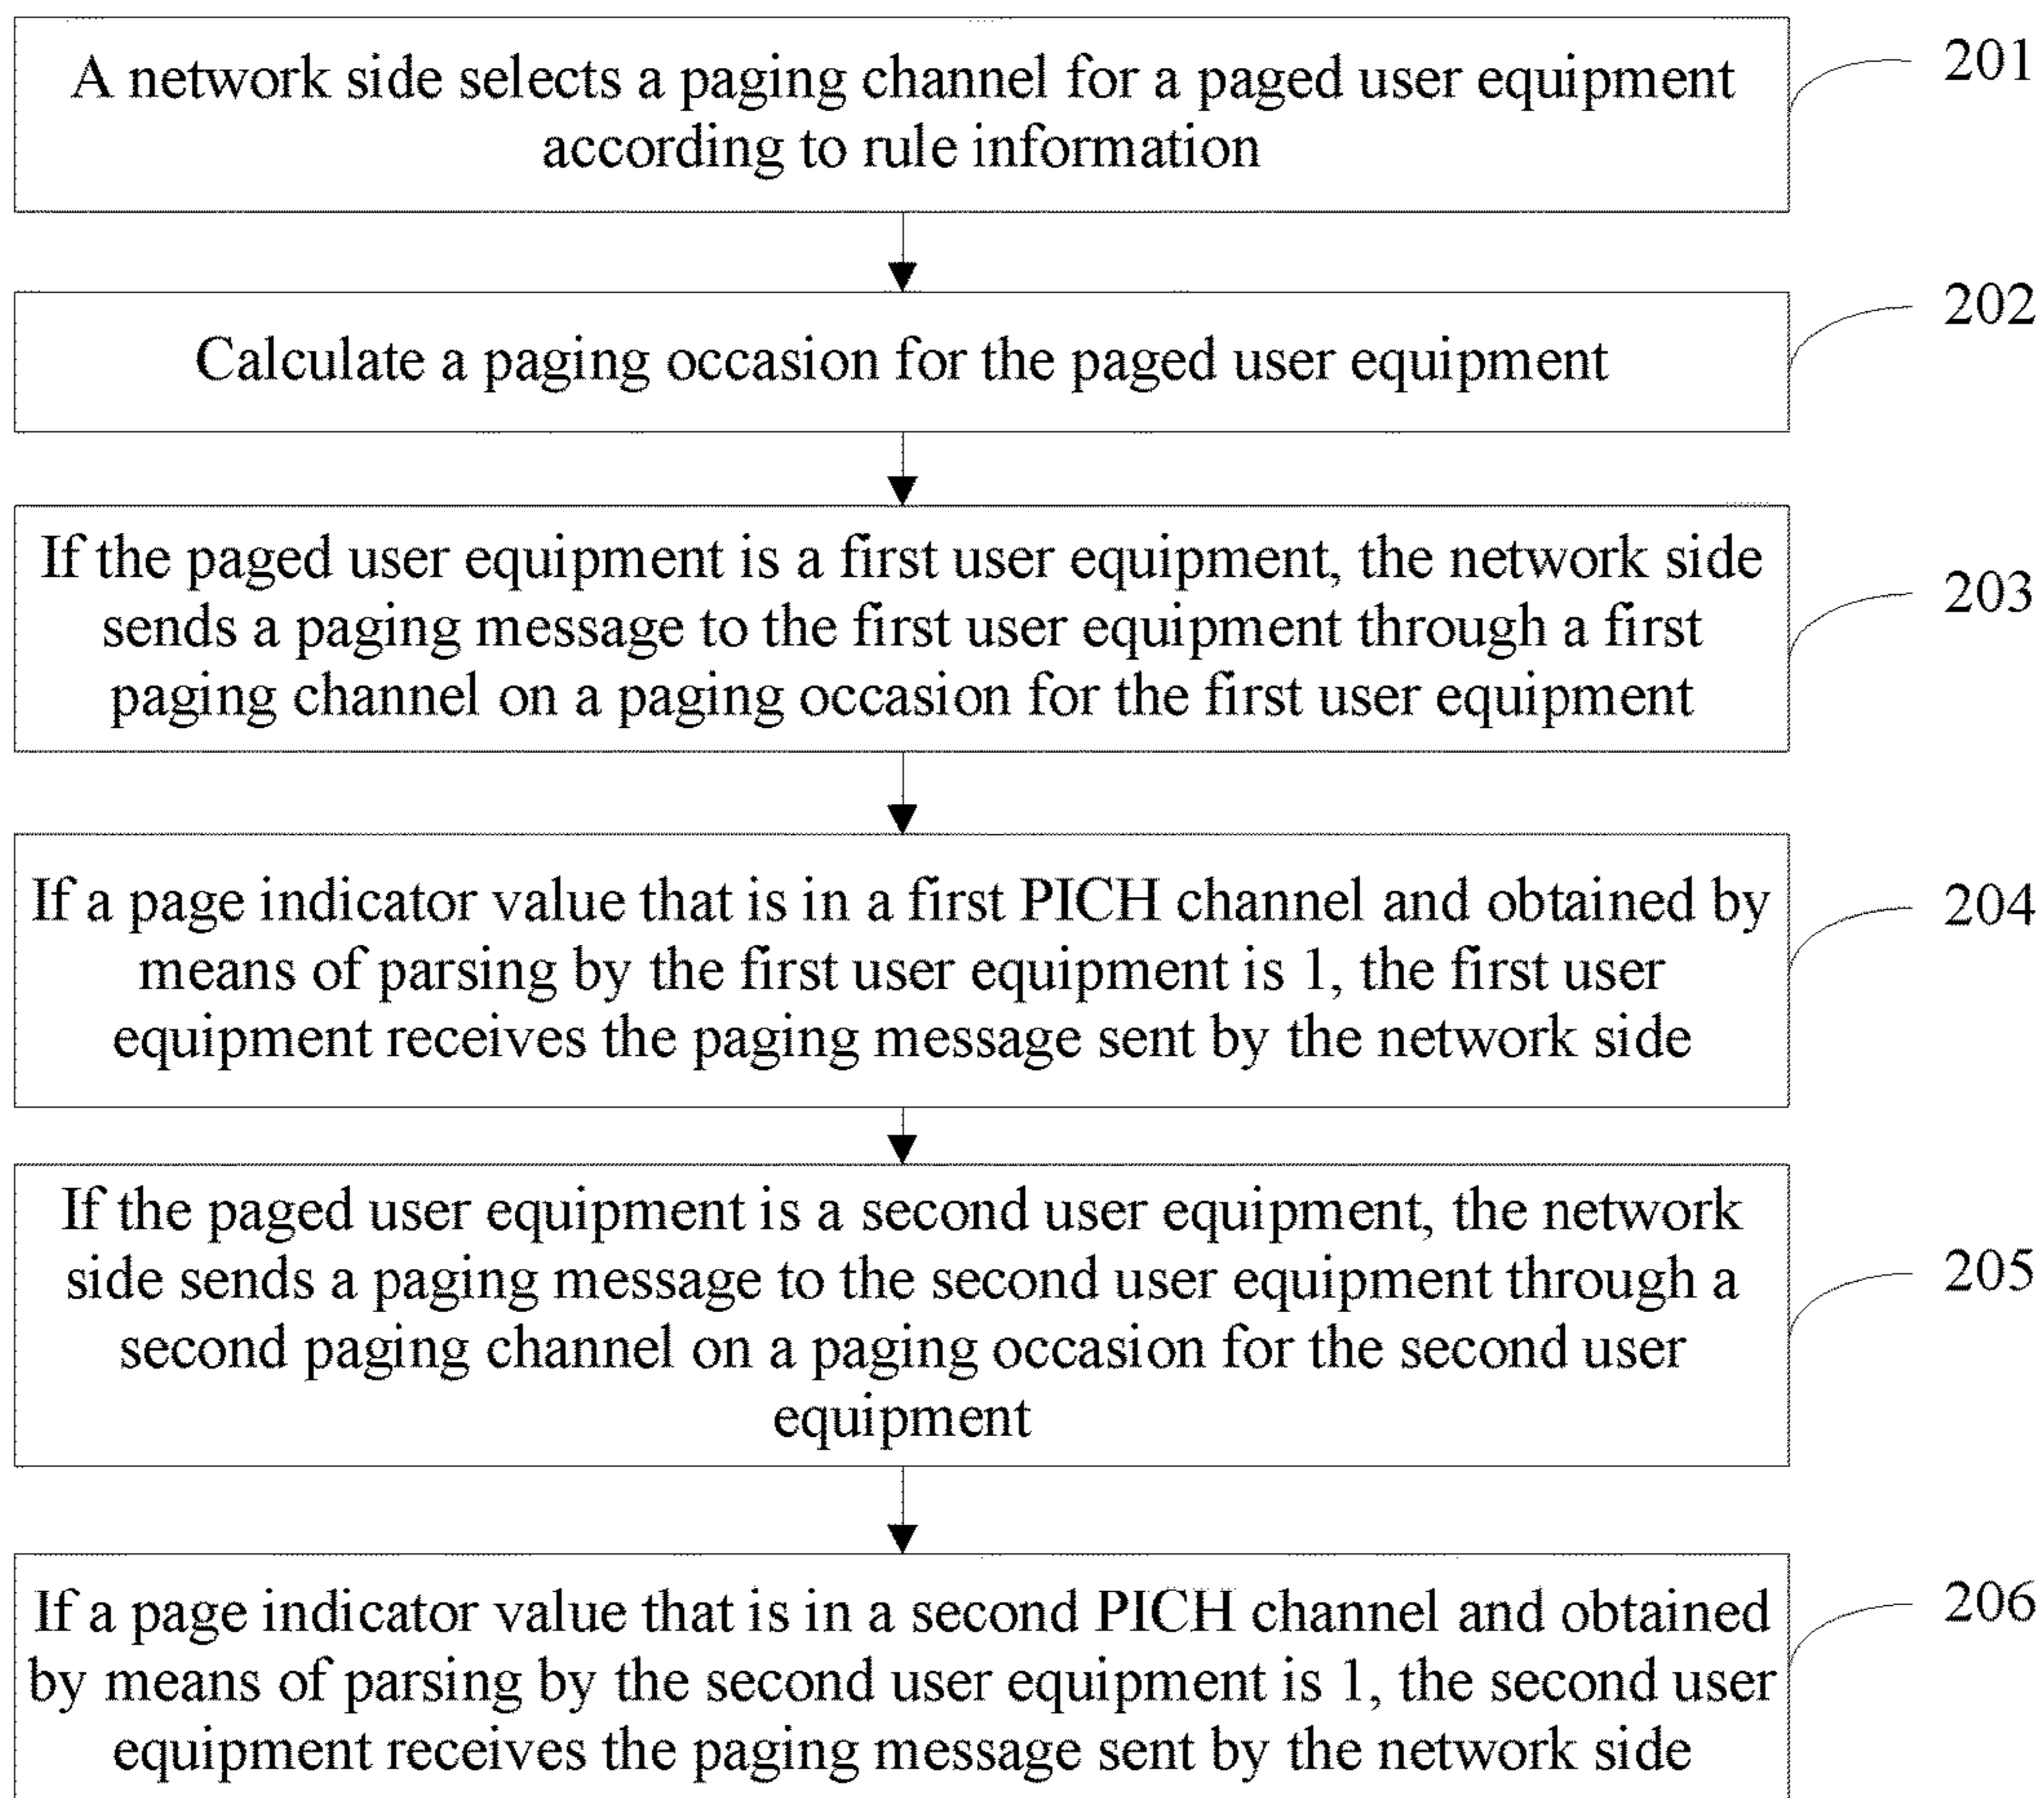 A network side selects a paging channel for a paged user equipment
according to rule information
201
Calculate a paging occasion for the paged user equipment
202
If the paged user equipment is a first user equipment, the network side
sends a paging message to the first user equipment through a first
paging channel on a paging occasion for the first user equipment
203
If a page indicator value that is in a first PICH channel and obtained by
means of parsing by the first user equipment is 1, the first user
equipment receives the paging message sent by the network side
204
If the paged user equipment is a second user equipment, the network
side sends a paging message to the second user equipment through a
second paging channel on a paging occasion for the second user
equipment
205
If a page indicator value that is in a second PICH channel and obtained
by means of parsing by the second user equipment is 1, the second user
equipment receives the paging message sent by the network side
206